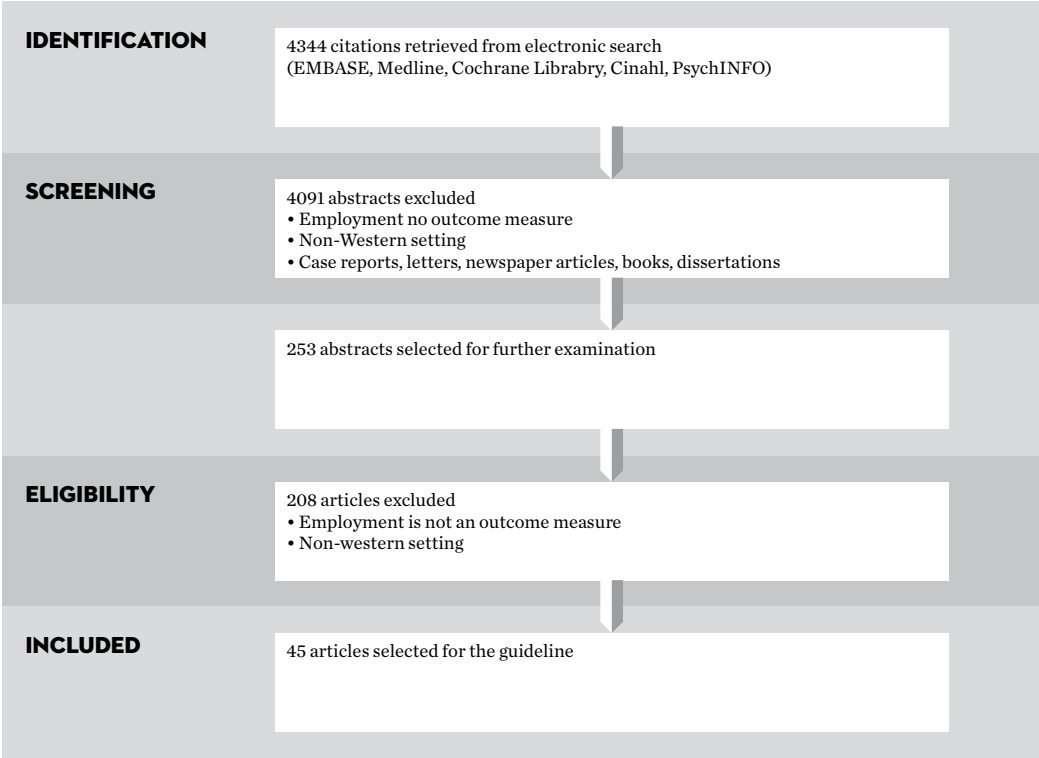 IDENTIFICATION
4344 citations retrieved from electronic search
(EMBASE, Medline, Cochrane Librabry, Cinahl, PsychINFO)
SCREENING
4091 abstracts excluded
• Employment no outcome measure
• Non-Western setting
• Case reports, letters, newspaper articles, books, dissertations
253 abstracts selected for further examination
ELIGIBILITY
208 articles excluded
• Employment is not an outcome measure
• Non-western setting
INCLUDED
45 articles selected for the guideline